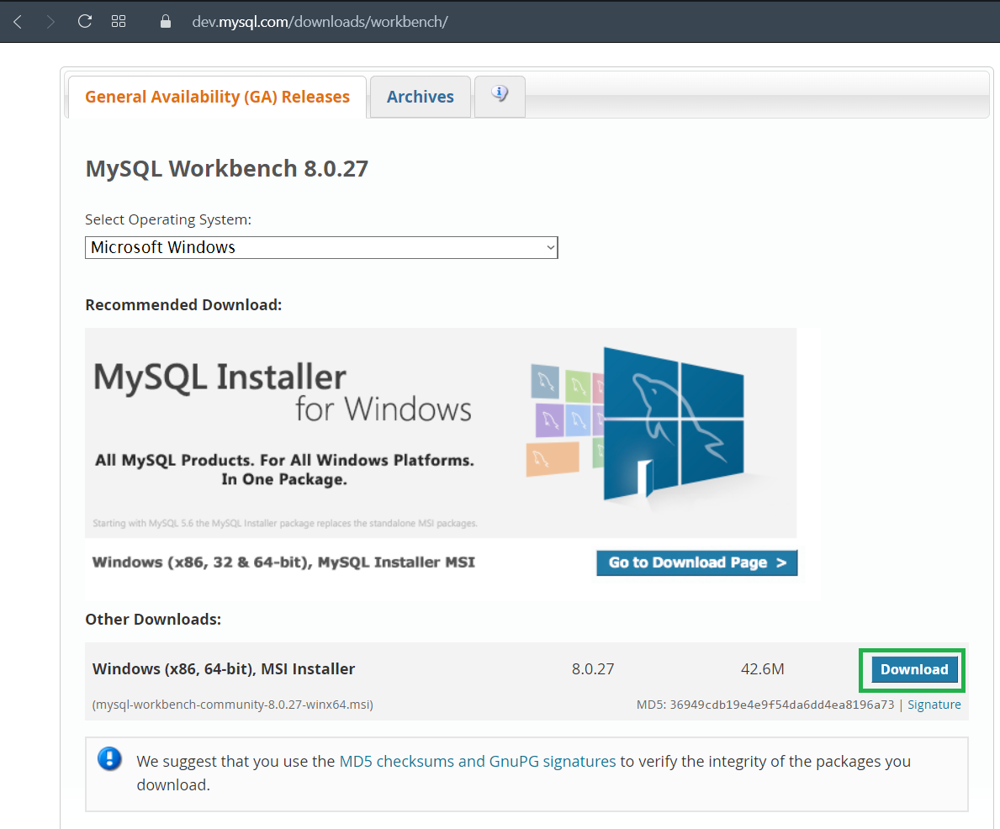 dev.mysql.com/downloads/workbench/
General Availability (GA) Releases
Archives
MySQL Workbench 8.0.27
Select Operating System:
Microsoft Windows
Recommended Download:
MySQL Installer
for Windows
All MySQL Products. For All Windows Platforms.
In One Package.
Starting with MySQL 5.6 the MySQL Installer package replaces the standalone MSI packages.
Windows (x86, 32 & 64-bit), MySQL Installer MSI
Go to Download Page >
Other Downloads:
Windows (x86, 64-bit), MSI Installer 8.0.27 42.6M Download
(mysql-workbench-community-8.0.27-winx64.msi) MD5: 36949cdb19e4e9f54da6dd4ea8196a73 | Signature
We suggest that you use the MD5 checksums and GnuPG signatures to verify the integrity of the packages you
download.